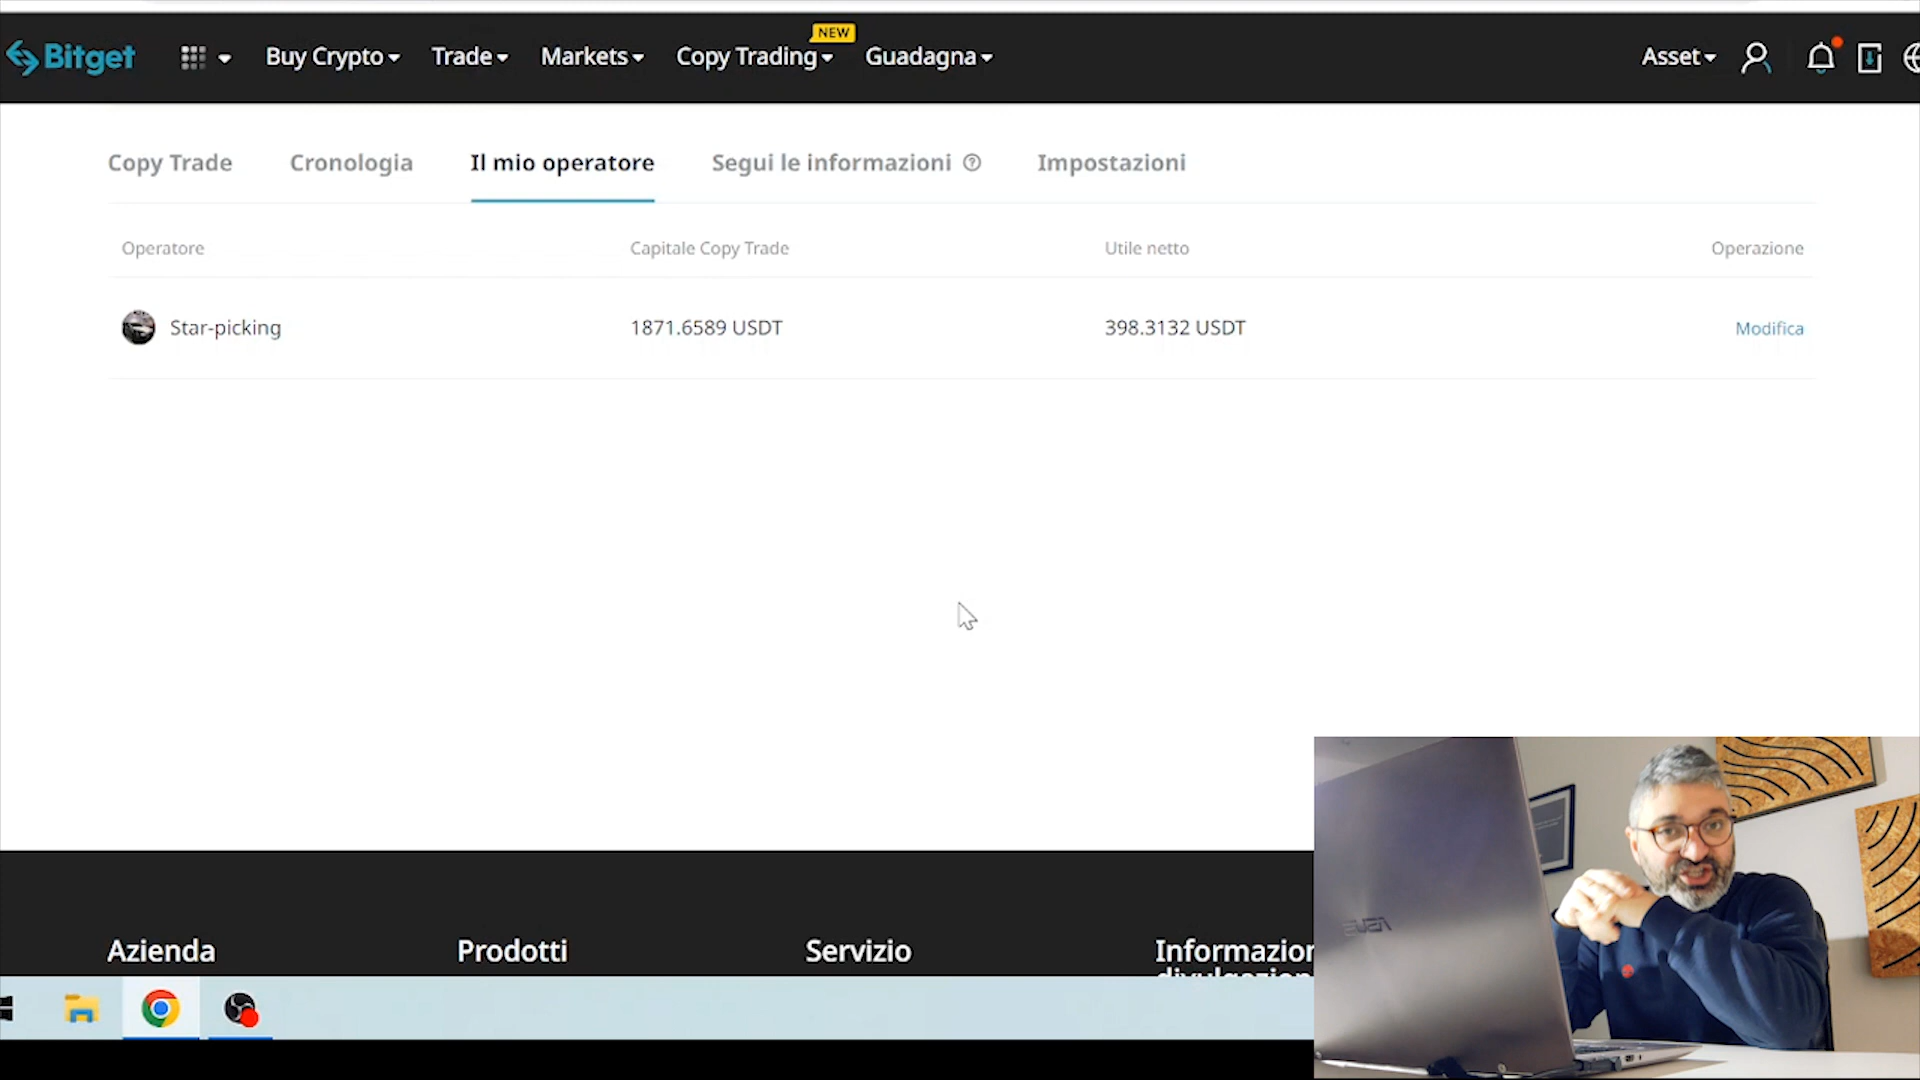 NEW
Bitget Buy Crypto Trade Markets Copy Trading Guadagna Asset
Copy Trade Cronologia Il mio operatore Segui le informazioni Impostazioni
Operatore Capitale Copy Trade Utile netto Operazione
Star-picking 1871.6589 USDT 398.3132 USDT Modifica
Azienda Prodotti Servizio Informazion
ASUS